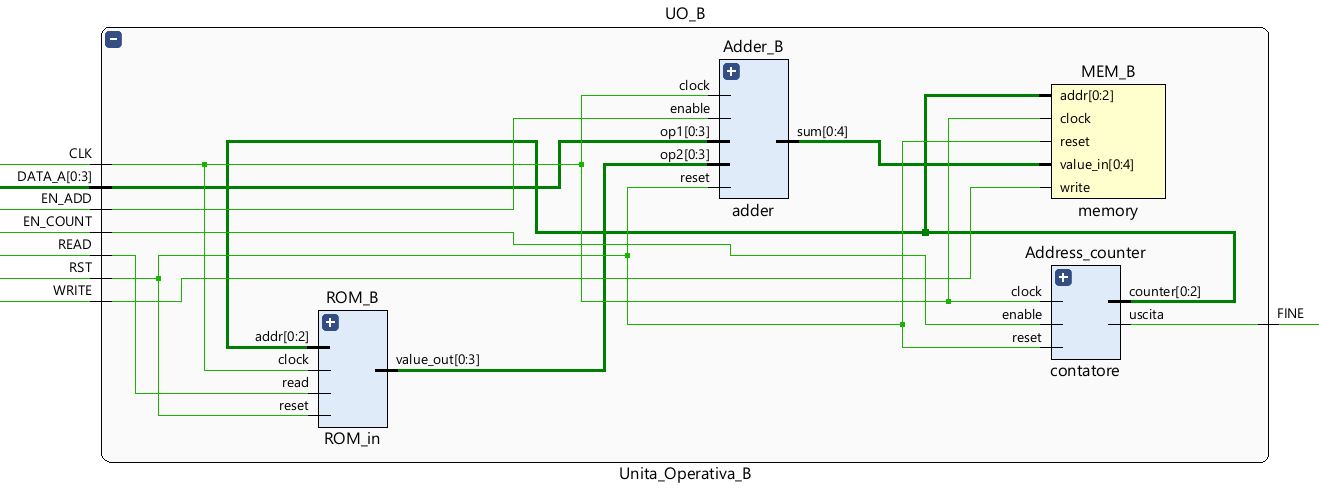 UO_B
Adder_B
clock
enable
op1[0:3]
op2[0:3]
reset
sum[0:4]
adder
MEM_B
addr[0:2]
clock
reset
value_in[0:4]
write
memory
CLK
DATA_A[0:3]
EN_ADD
EN_COUNT
READ
RST
WRITE
ROM_B
addr[0:2]
clock
read
reset
value_out[0:3]
ROM_in
Address_counter
clock
enable
reset
counter[0:2]
uscita
contatore
FINE
Unita_Operativa_B